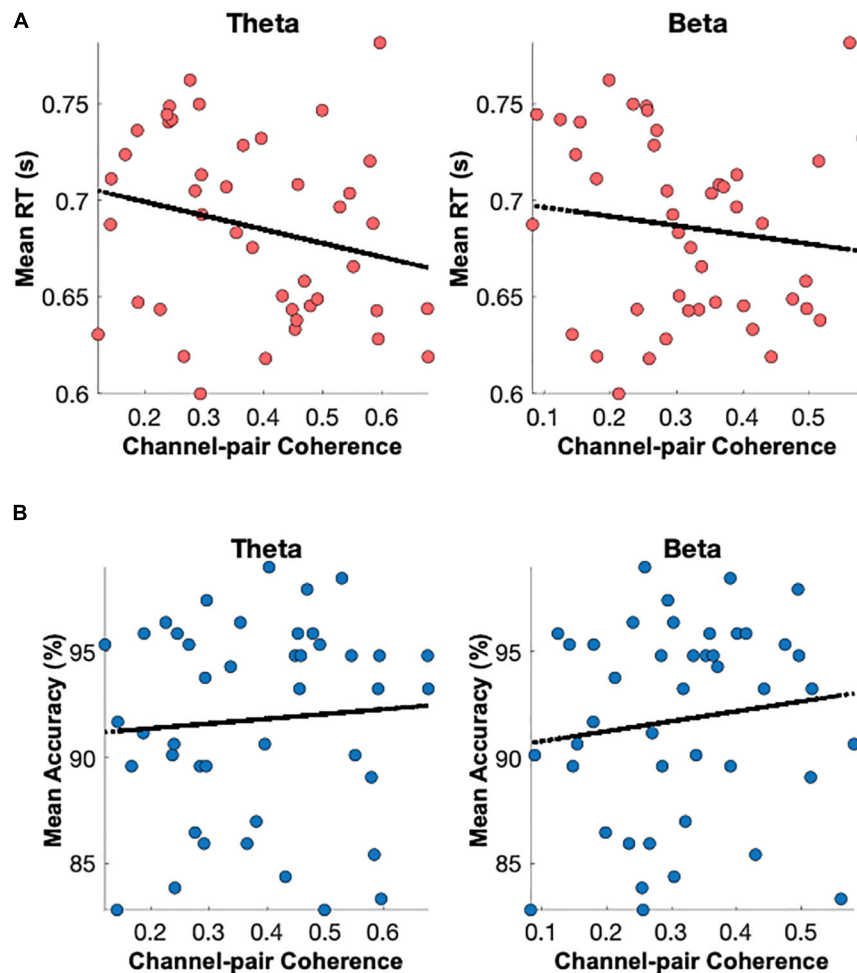 A
Theta
Beta
Mean RT (s)
0.75
0.7
0.65
0.6
0.2 0.3 0.4 0.5 0.6
Channel-pair Coherence
0.1 0.2 0.3 0.4 0.5
Channel-pair Coherence
B
Theta
Beta
Mean Accuracy (%)
95
90
85
0.2 0.3 0.4 0.5 0.6
Channel-pair Coherence
Mean RT (s)
0.75
0.7
0.65
0.6
Mean Accuracy (%)
95
90
85
0.1 0.2 0.3 0.4 0.5
Channel-pair Coherence